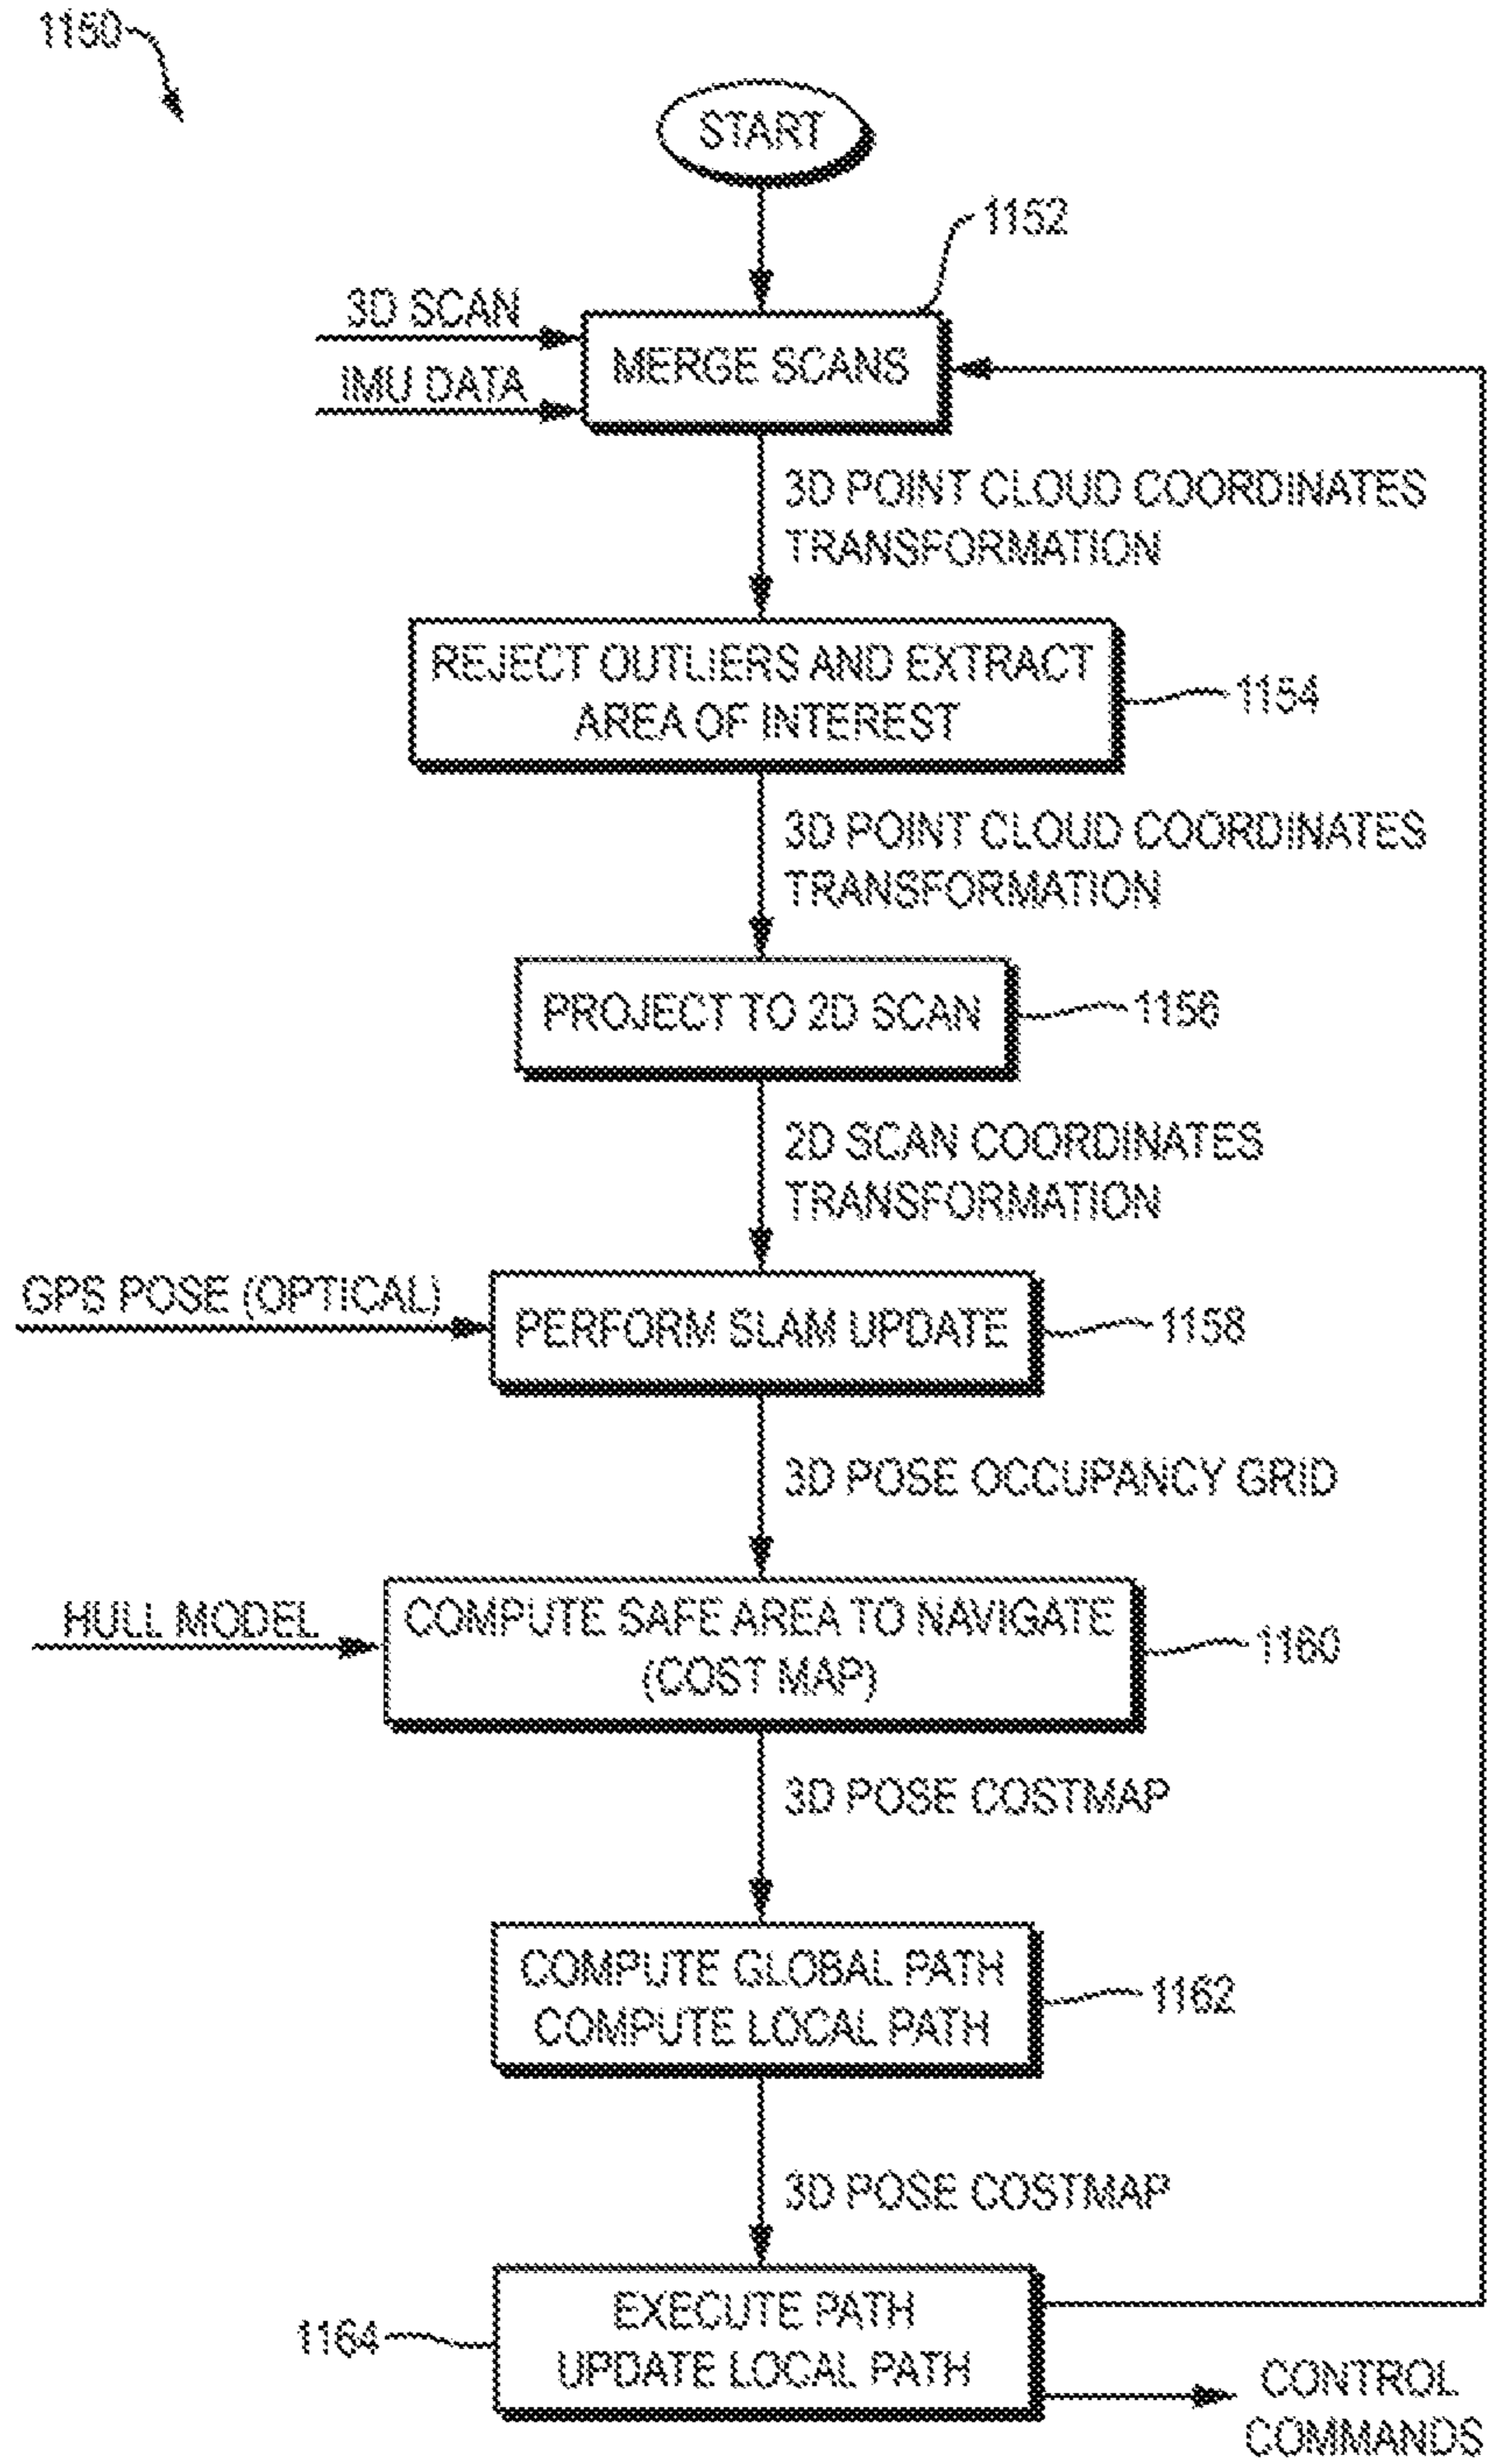 1150
START
1152
3D SCAN
IMU DATA
MERGE SCANS
3D POINT CLOUD COORDINATES
TRANSFORMATION
REJECT OUTLIERS AND EXTRACT
AREA OF INTEREST
1154
3D POINT CLOUD COORDINATES
TRANSFORMATION
PROJECT TO 2D SCAN
1156
2D SCAN COORDINATES
TRANSFORMATION
GPS POSE (OPTICAL)
PERFORM SLAM UPDATE
1158
3D POSE OCCUPANCY GRID
HULL MODEL
COMPUTE SAFE AREA TO NAVIGATE
(COST MAP)
1160
3D POSE COSTMAP
COMPUTE GLOBAL PATH
COMPUTE LOCAL PATH
1162
3D POSE COSTMAP
EXECUTE PATH
UPDATE LOCAL PATH
1164
CONTROL
COMMANDS